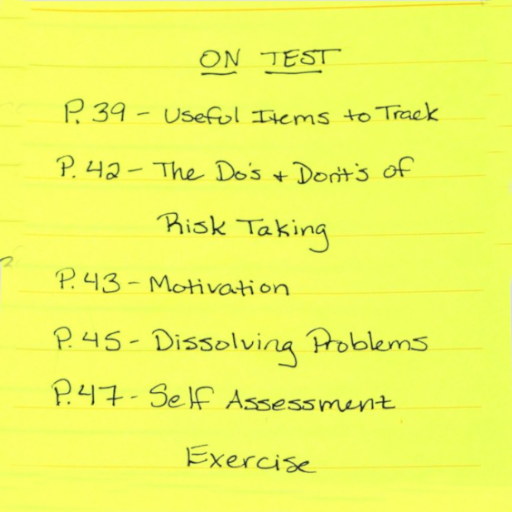 ON TEST
P. 39 - Useful Items to Track
P. 42 - The Do's + Dont's of
Risk Taking
P. 43 - Motivation
P. 45 - Dissolving Problems
P. 47 - Self Assessment
Exercise